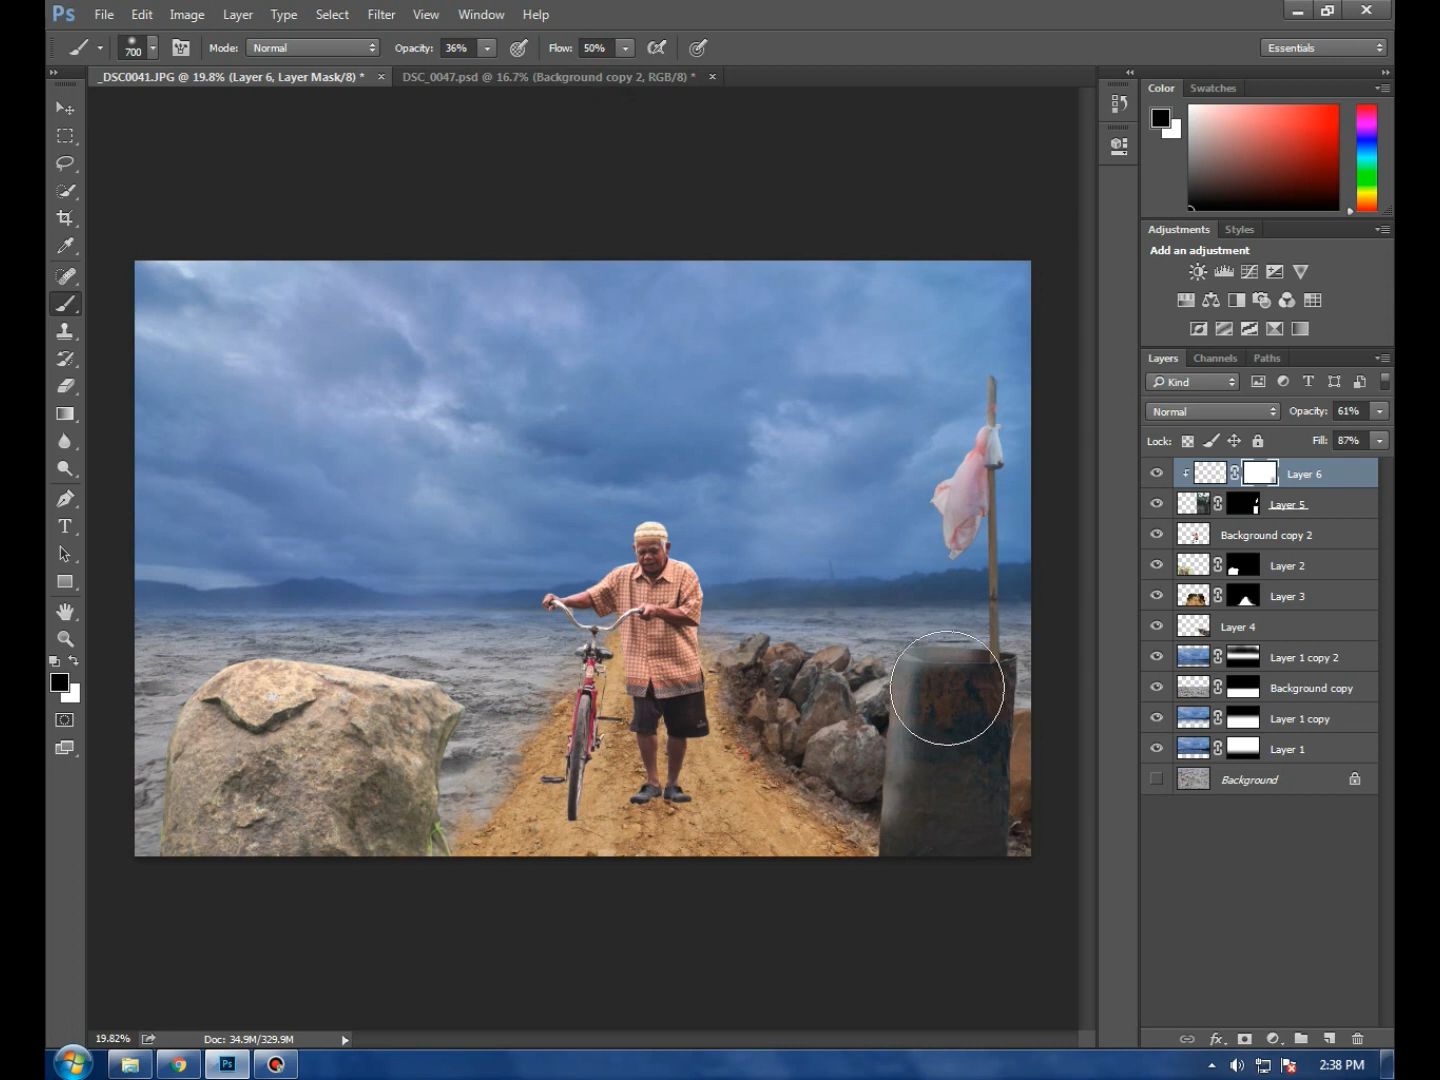 Ps File Edit Image Layer Type Select Filter View Window Help
700 Mode: Normal Opacity: 36% Flow: 50% Essentials
_DSC0041.JPG @ 19.8% (Layer 6, Layer Mask/8) * × DSC_0047.psd @ 16.7% (Background copy 2, RGB/8) * ×
Color Swatches
Adjustments Styles
Add an adjustment
Layers Channels Paths
Kind
Normal Opacity: 61%
Lock: Fill: 87%
Layer 6
Layer 5
Background copy 2
Layer 2
Layer 3
Layer 4
Layer 1 copy 2
Background copy
Layer 1 copy
Layer 1
Background
19.82% Doc: 34.9M/329.9M
fx
Ps 2:38 PM